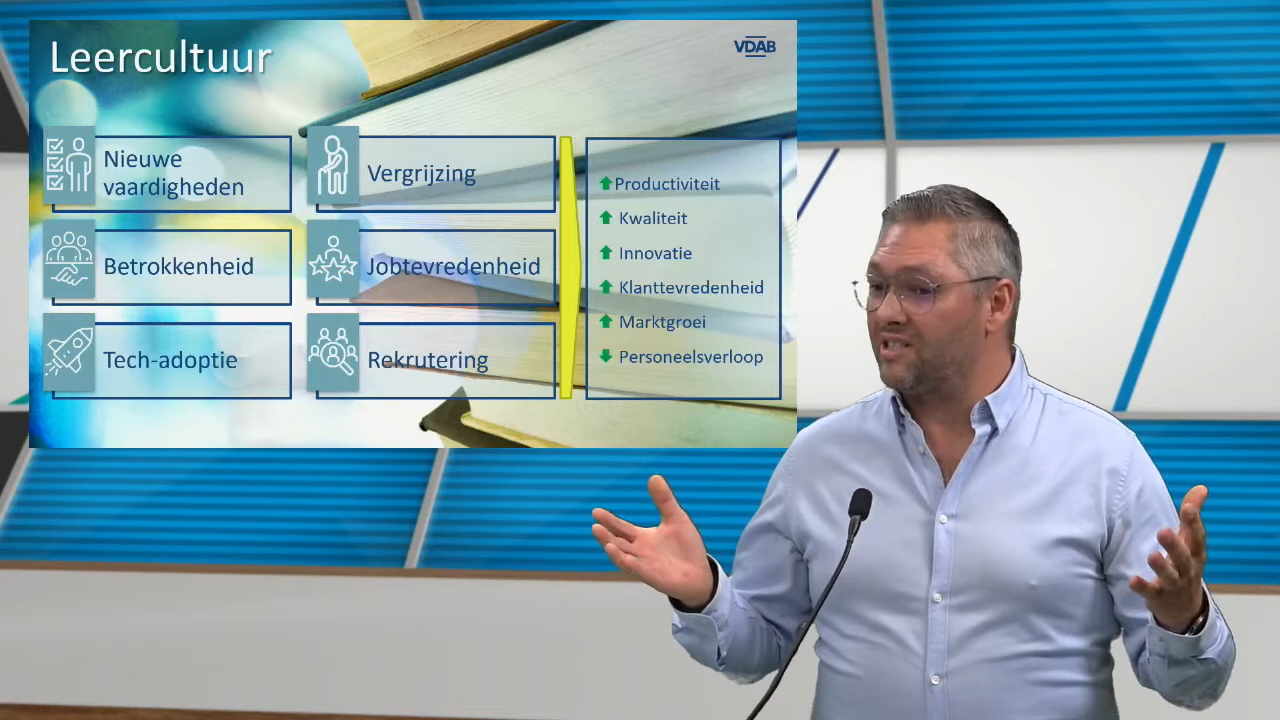 Leercultuur
VDAB
Nieuwe
vaardigheden
Vergrijzing
Betrokkenheid
Jobtevredenheid
Tech-adoptie
Rekrutering
Productiviteit
Kwaliteit
Innovatie
Klanttevredenheid
Marktgroei
Personeelsverloop